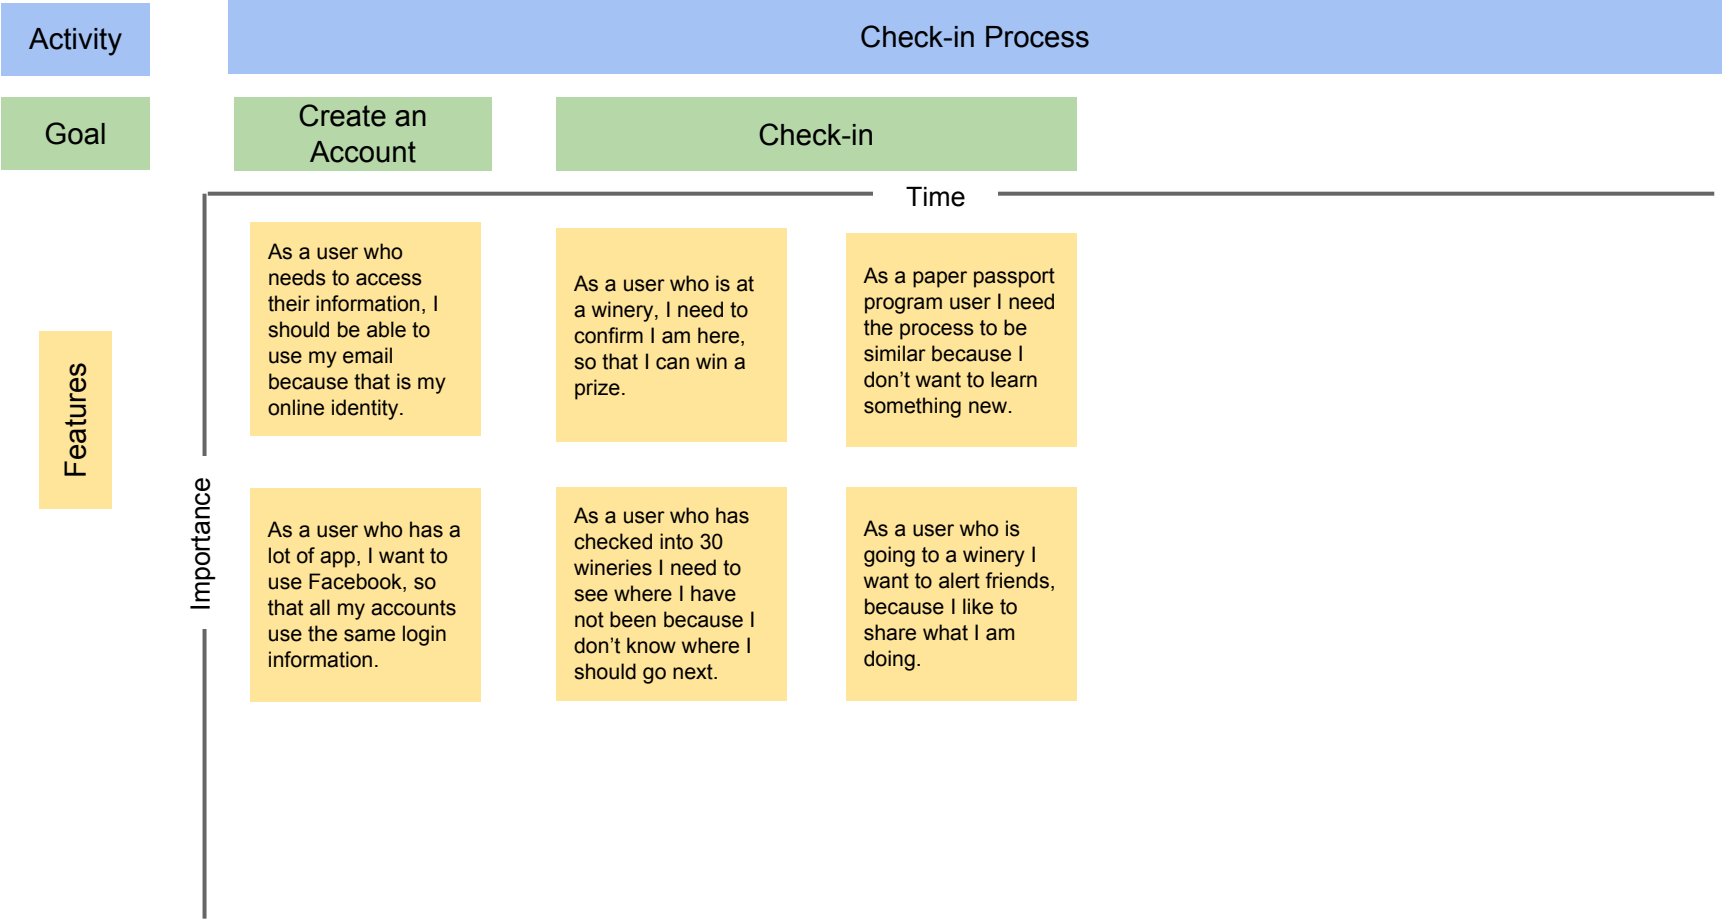 Activity
Check-in Process
Goal
Create an
Account
Check-in
Time
Features
Importance
As a user who
needs to access
their information, I
should be able to
use my email
because that is my
online identity.
As a user who is at
a winery, I need to
confirm I am here,
so that I can win a
prize.
As a paper passport
program user I need
the process to be
similar because I
don’t want to learn
something new.
As a user who has a
lot of app, I want to
use Facebook, so
that all my accounts
use the same login
information.
As a user who has
checked into 30
wineries I need to
see where I have
not been because I
don’t know where I
should go next.
As a user who is
going to a winery I
want to alert friends,
because I like to
share what I am
doing.